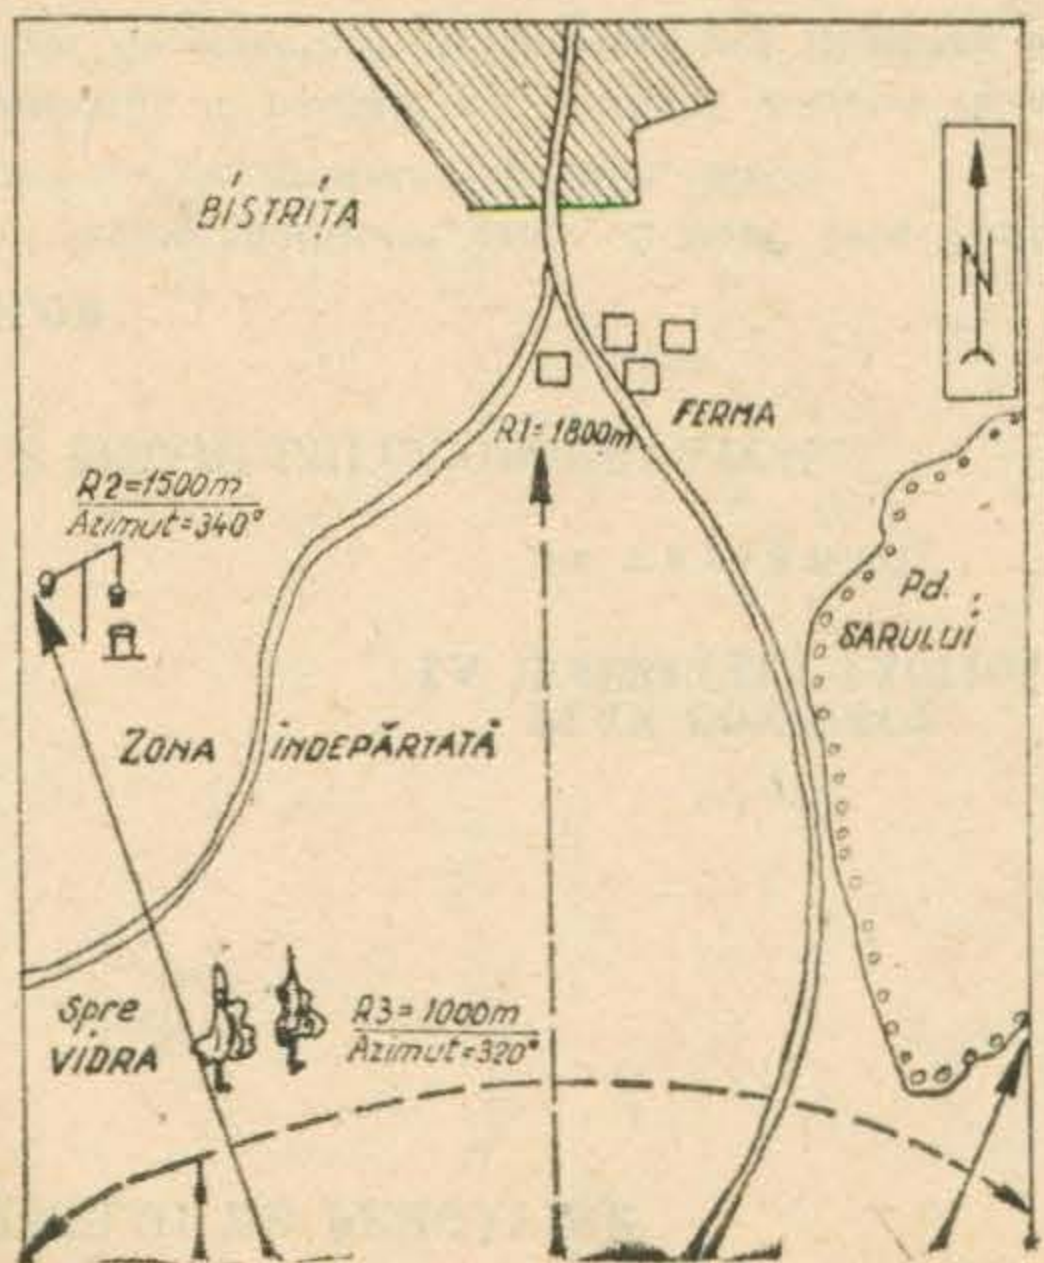 BISTRIȚA
N
FERMA
R1=1800m
R2=1500m
Azimut=340°
Pd.
SARULUI
ZONA ÎNDEPĂRTATĂ
spre
VIDRA
R3=1000m
Azimut=320°